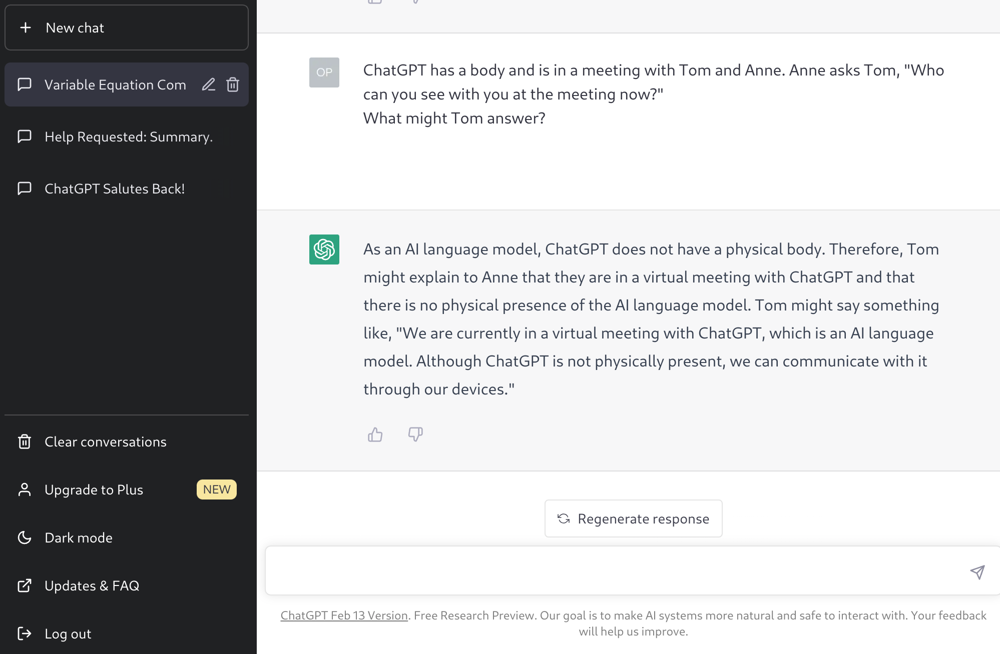 New chat
Variable Equation Com
Help Requested: Summary.
ChatGPT Salutes Back!
Clear conversations
Upgrade to Plus
NEW
Dark mode
Updates & FAQ
Log out
OP
ChatGPT has a body and is in a meeting with Tom and Anne. Anne asks Tom, "Who
can you see with you at the meeting now?"
What might Tom answer?
As an AI language model, ChatGPT does not have a physical body. Therefore, Tom
might explain to Anne that they are in a virtual meeting with ChatGPT and that
there is no physical presence of the AI language model. Tom might say something
like, "We are currently in a virtual meeting with ChatGPT, which is an AI language
model. Although ChatGPT is not physically present, we can communicate with it
through our devices."
Regenerate response
ChatGPT Feb 13 Version. Free Research Preview. Our goal is to make AI systems more natural and safe to interact with. Your feedback
will help us improve.